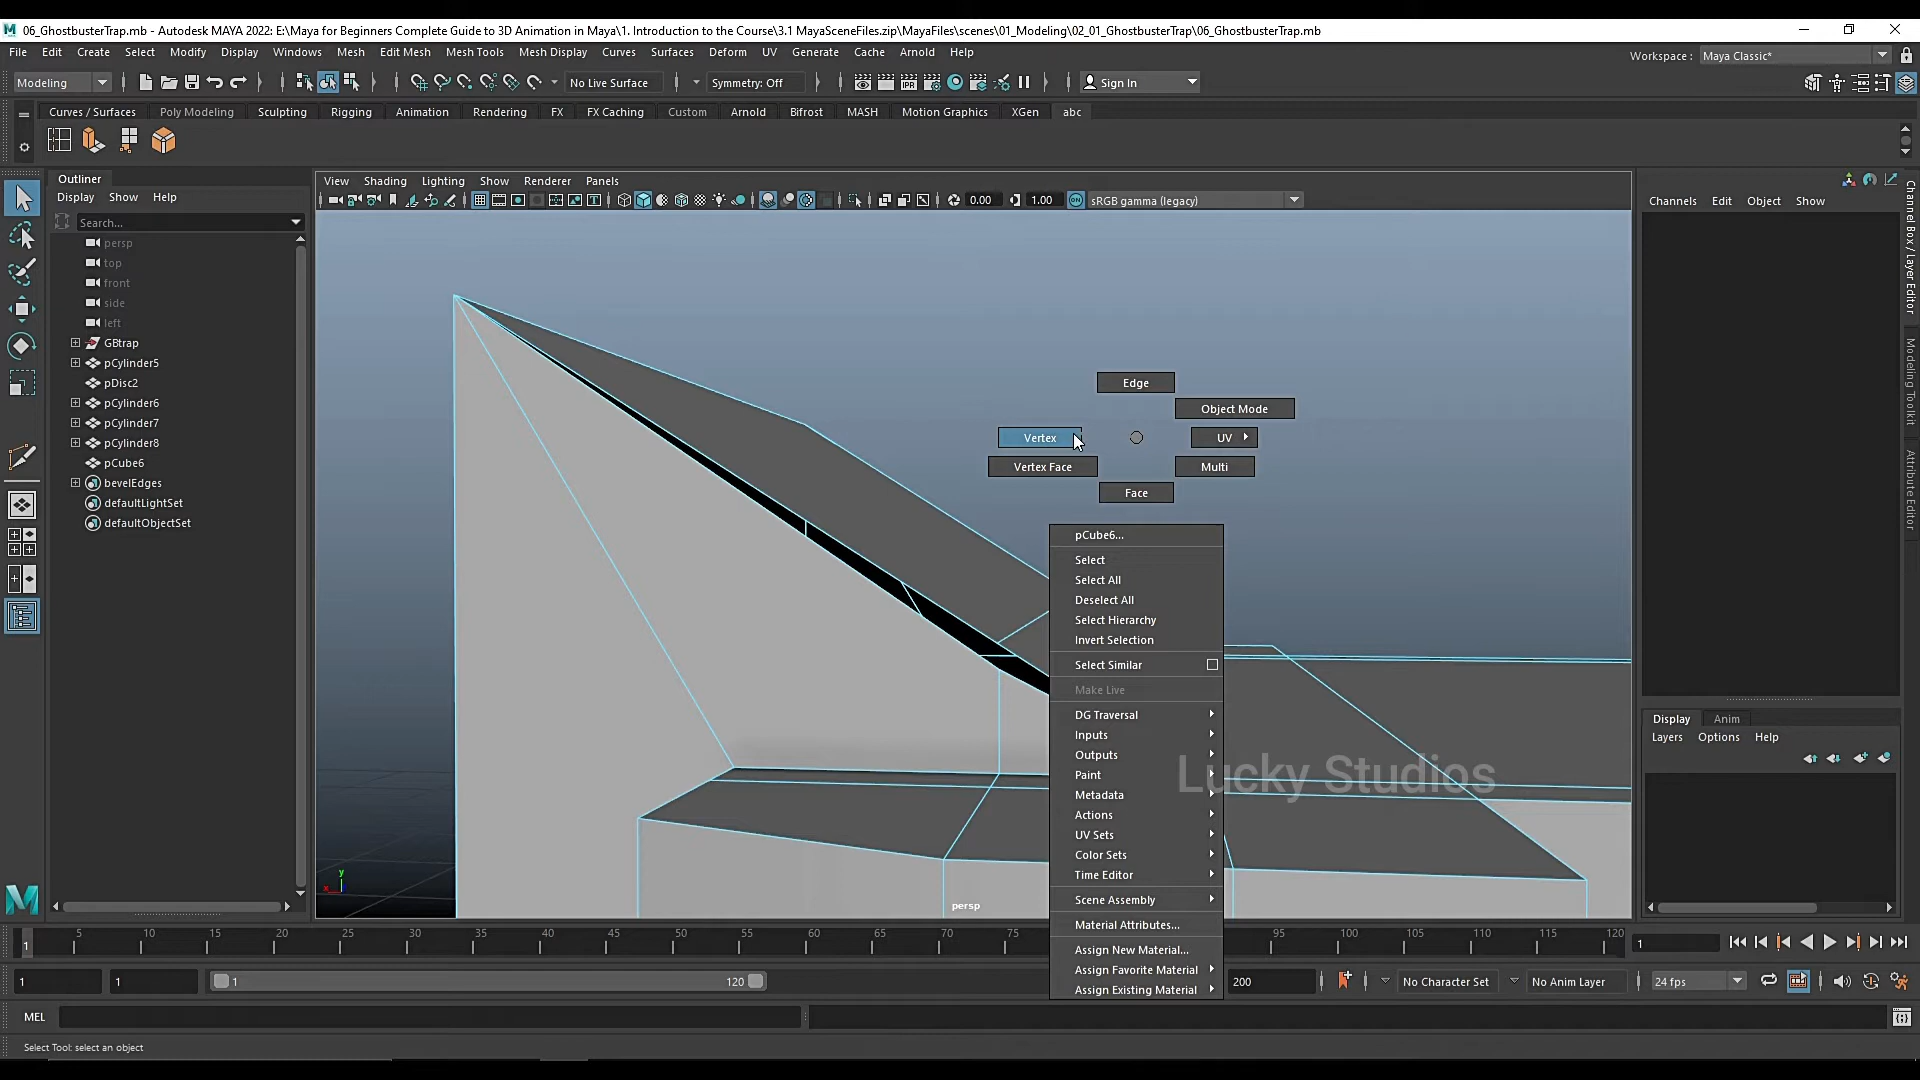 06_GhostbusterTrap.mb - Autodesk MAYA 2022: E:\Maya for Beginners Complete Guide to 3D Animation in Maya\1. Introduction to the Course\3.1 MayaSceneFiles.zip\MayaFiles\scenes\01_Modeling\02_01_GhostbusterTrap\06_GhostbusterTrap.mb
File Edit Create Select Modify Display Windows Mesh Edit Mesh Mesh Tools Mesh Display Curves Surfaces Deform UV Generate Cache Arnold Help
Workspace : Maya Classic*
Modeling No Live Surface Symmetry: Off Sign In
Curves / Surfaces Poly Modeling Sculpting Rigging Animation Rendering FX FX Caching Custom Arnold Bifrost MASH Motion Graphics XGen abc
Outliner
Display Show Help
Search...
persp
top
front
side
left
GBtrap
pCylinder5
pDisc2
pCylinder6
pCylinder7
pCylinder8
pCube6
bevelEdges
defaultLightSet
defaultObjectSet
View Shading Lighting Show Renderer Panels
0.00 1.00 ON sRGB gamma (legacy)
Edge
Object Mode
Vertex UV
Vertex Face Multi
Face
pCube6...
Select
Select All
Deselect All
Select Hierarchy
Invert Selection
Select Similar
Make Live
DG Traversal
Inputs
Outputs
Paint
Metadata
Actions
UV Sets
Color Sets
Time Editor
Scene Assembly
Material Attributes...
Assign New Material...
Assign Favorite Material
Assign Existing Material
Lucky Studios
y
x
persp
Channels Edit Object Show
Channel Box / Layer Editor
Modeling Toolkit
Attribute Editor
Display Anim
Layers Options Help
M
1 5 10 15 20 25 30 35 40 45 50 55 60 65 70 75 95 100 105 110 115 120
1
1 1 1 120 200 No Character Set No Anim Layer 24 fps
MEL
Select Tool: select an object